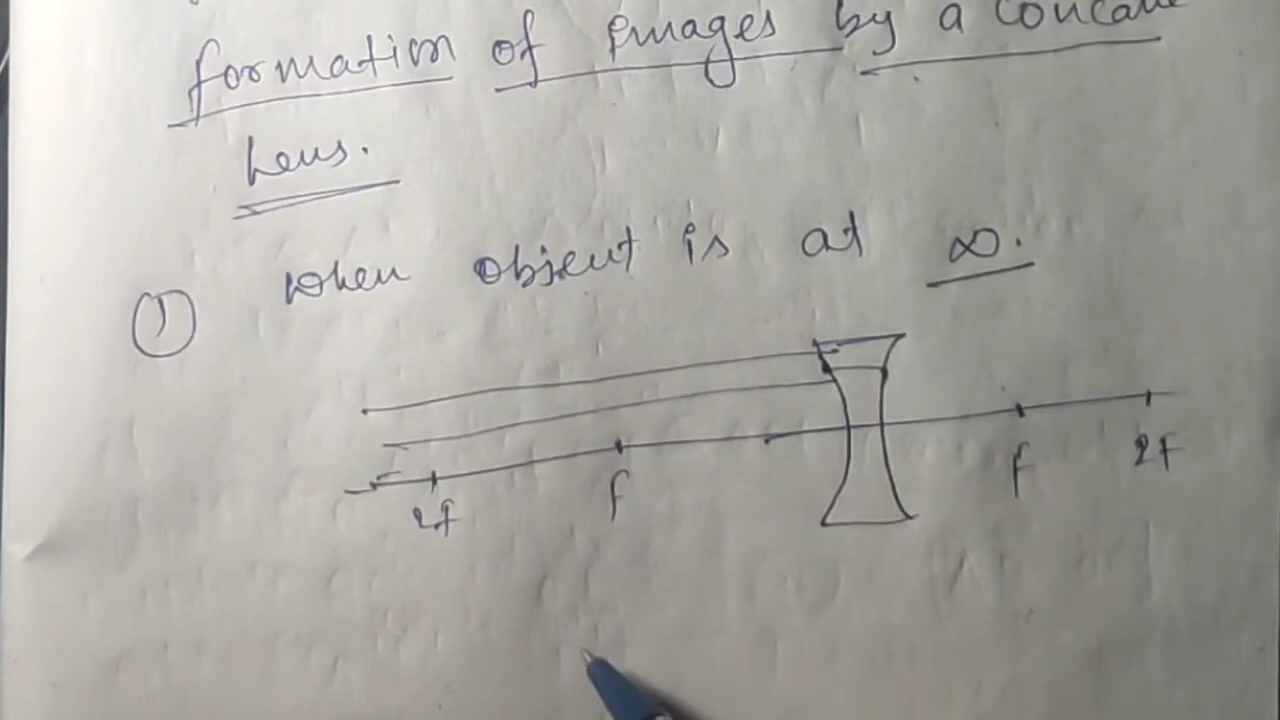 formation of images by a Concave
Lens.
① When object is at ∞.
2f f f 2f